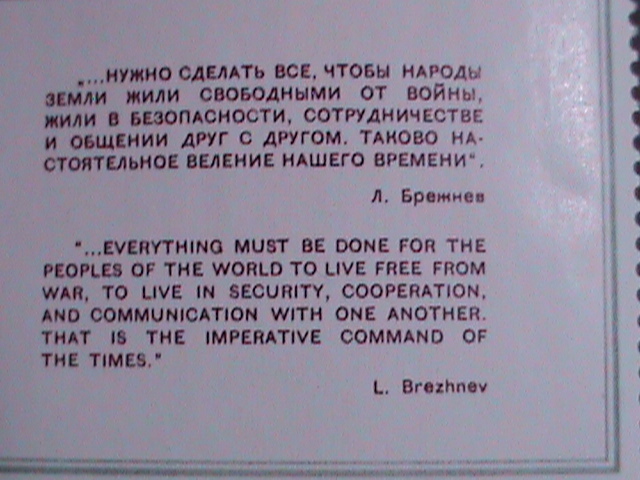 „...НУЖНО СДЕЛАТЬ ВСЕ, ЧТОБЫ НАРОДЫ
ЗЕМЛИ ЖИЛИ СВОБОДНЫМИ ОТ ВОЙНЫ,
ЖИЛИ В БЕЗОПАСНОСТИ, СОТРУДНИЧЕСТВЕ
И ОБЩЕНИИ ДРУГ С ДРУГОМ. ТАКОВО НА-
СТОЯТЕЛЬНОЕ ВЕЛЕНИЕ НАШЕГО ВРЕМЕНИ“.
Л. Брежнев
"...EVERYTHING MUST BE DONE FOR THE
PEOPLES OF THE WORLD TO LIVE FREE FROM
WAR, TO LIVE IN SECURITY, COOPERATION,
AND COMMUNICATION WITH ONE ANOTHER.
THAT IS THE IMPERATIVE COMMAND OF
THE TIMES."
L. Brezhnev